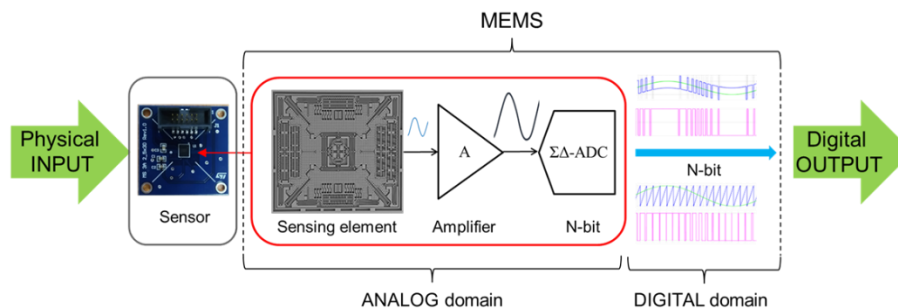 MEMS
Physical
INPUT
Sensor
Sensing element
A
Amplifier
ΣΔ-ADC
N-bit
N-bit
Digital
OUTPUT
ANALOG domain
DIGITAL domain